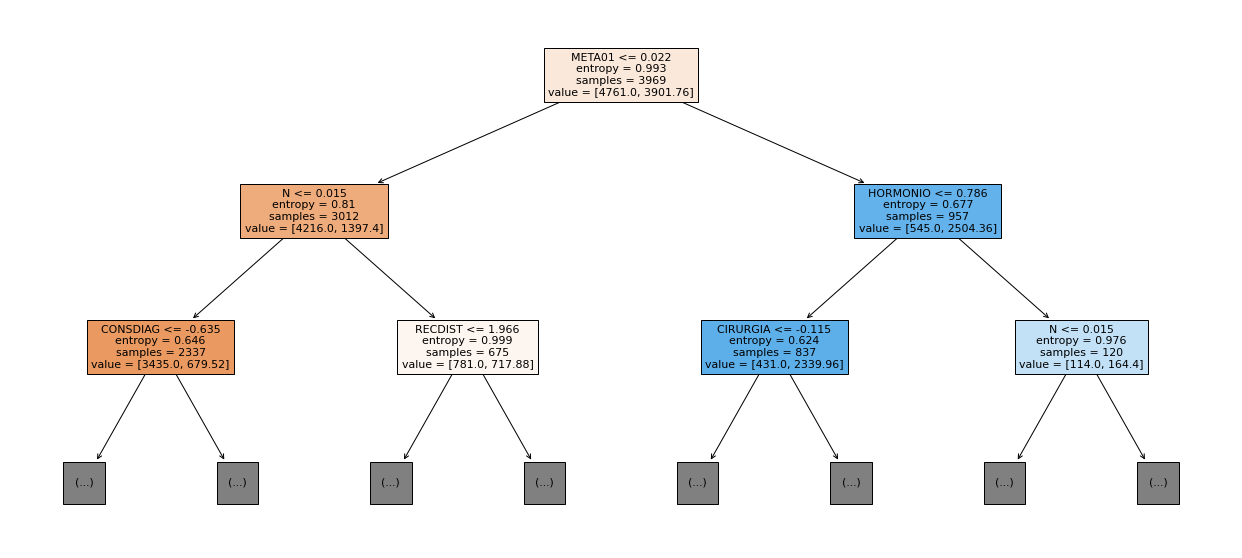 META01 <= 0.022
entropy = 0.993
samples = 3969
value = [4761.0, 3901.76]
N <= 0.015
entropy = 0.81
samples = 3012
value = [4216.0, 1397.4]
HORMONIO <= 0.786
entropy = 0.677
samples = 957
value = [545.0, 2504.36]
CONSDIAG <= -0.635
entropy = 0.646
samples = 2337
value = [3435.0, 679.52]
RECDIST <= 1.966
entropy = 0.999
samples = 675
value = [781.0, 717.88]
CIRURGIA <= -0.115
entropy = 0.624
samples = 837
value = [431.0, 2339.96]
N <= 0.015
entropy = 0.976
samples = 120
value = [114.0, 164.4]
(...)
(...)
(...)
(...)
(...)
(...)
(...)
(...)